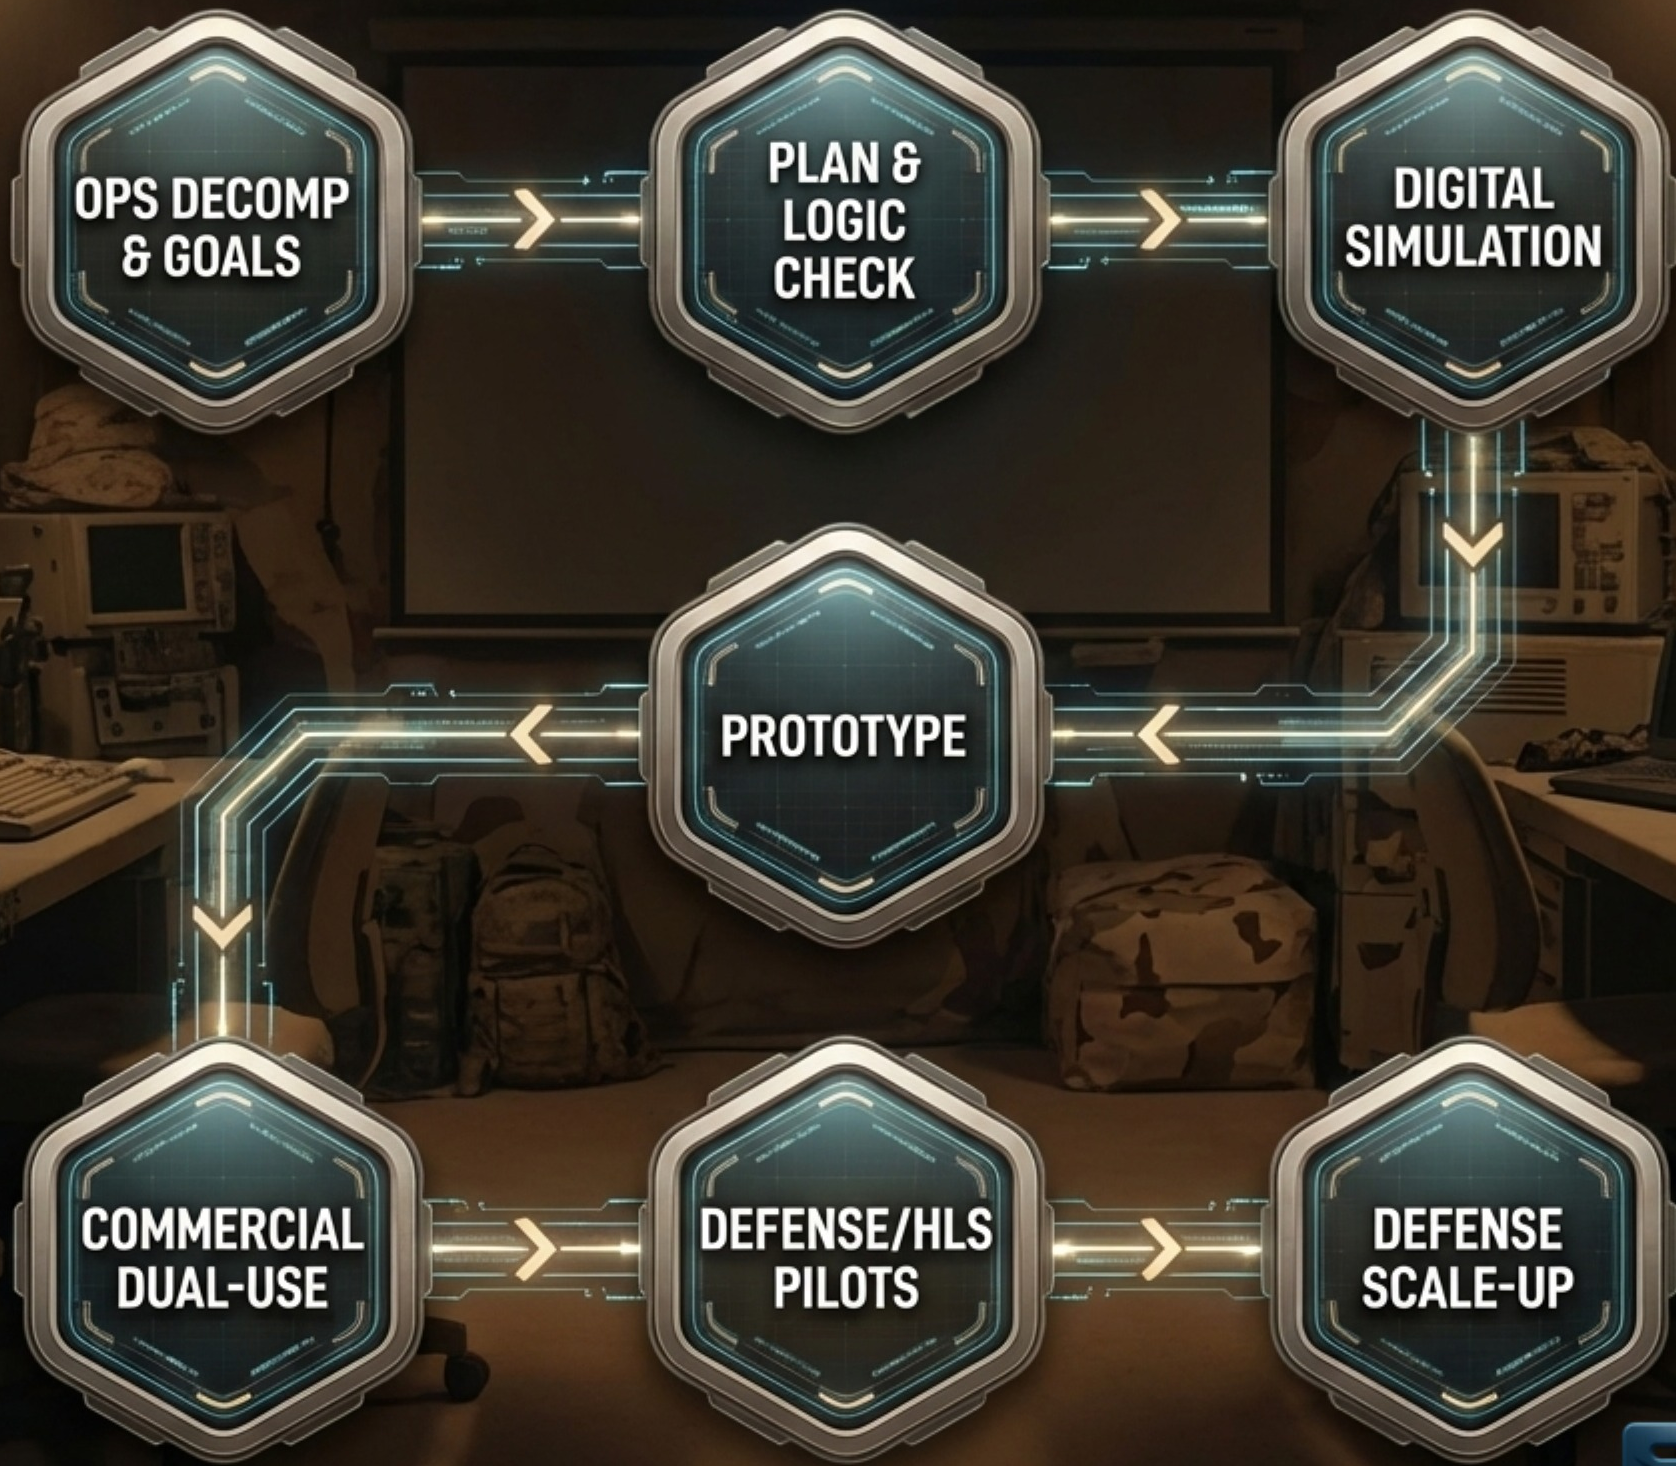 OPS DECOMP
& GOALS
PLAN &
LOGIC
CHECK
DIGITAL
SIMULATION
PROTOTYPE
COMMERCIAL
DUAL-USE
DEFENSE/HLS
PILOTS
DEFENSE
SCALE-UP